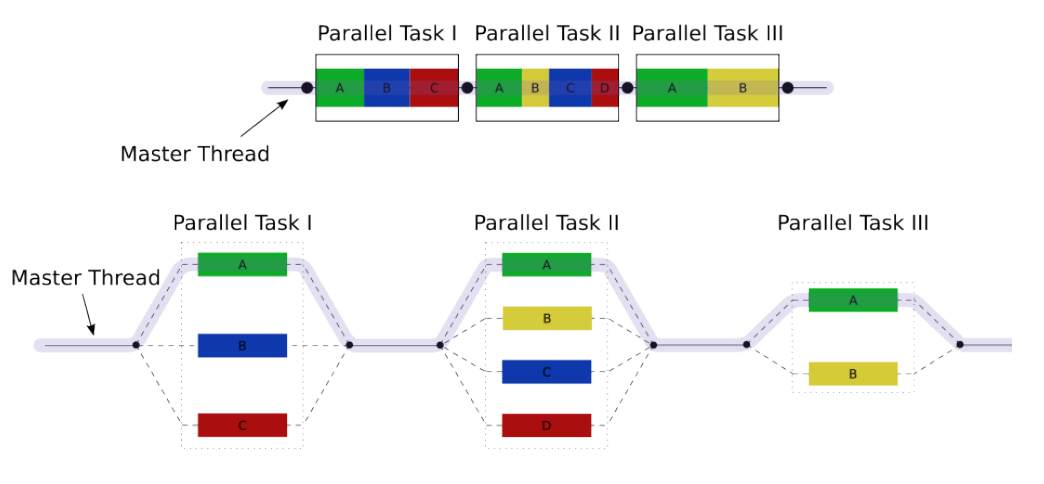 Parallel Task I Parallel Task II Parallel Task III
A B C A B C D A B
Master Thread
Parallel Task I Parallel Task II Parallel Task III
A A
Master Thread
A
B B
B C
B
C D